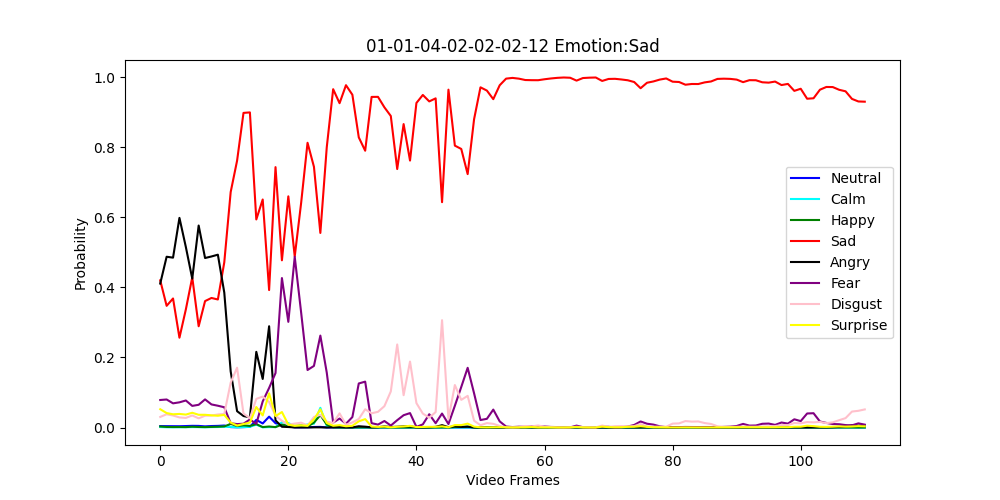 01-01-04-02-02-02-12 Emotion:Sad
1.0
0.8
0.6
0.4
0.2
0.0
Probability
0 20 40 60 80 100
Video Frames
Neutral
Calm
Happy
Sad
Angry
Fear
Disgust
Surprise